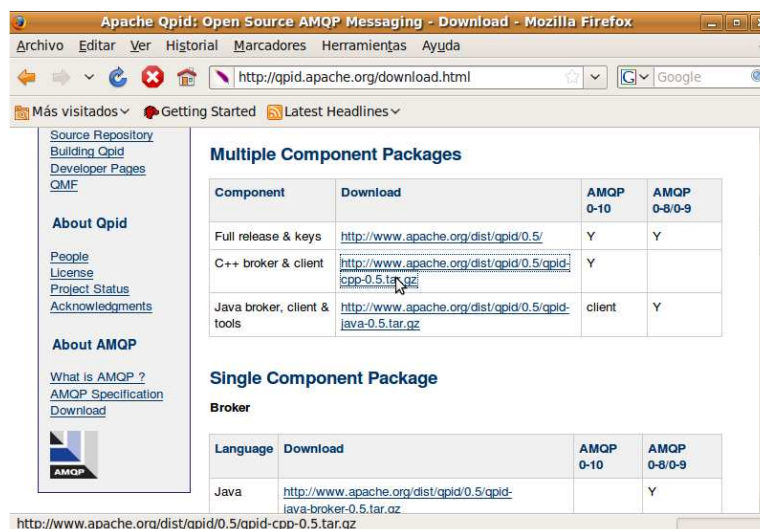 Apache Qpid: Open Source AMQP Messaging - Download - Mozilla Firefox
Archivo Editar Ver Historial Marcadores Herramientas Ayuda
http://qpid.apache.org/download.html
G Google
Más visitados Getting Started Latest Headlines
Source Repository
Building Qpid
Developer Pages
QMF
About Qpid
People
License
Project Status
Acknowledgments
About AMQP
What is AMQP ?
AMQP Specification
Download
AMQP
Multiple Component Packages
Component Download AMQP AMQP
0-10 0-8/0-9
Full release & keys http://www.apache.org/dist/qpid/0.5/ Y Y
C++ broker & client http://www.apache.org/dist/qpid/0.5/qpid- Y
cpp-0.5.tar.gz
Java broker, client & http://www.apache.org/dist/qpid/0.5/qpid- client Y
tools java-0.5.tar.gz
Single Component Package
Broker
Language Download AMQP AMQP
0-10 0-8/0-9
Java http://www.apache.org/dist/qpid/0.5/qpid- Y
java-broker-0.5.tar.gz
http://www.apache.org/dist/qpid/0.5/qpid-cpp-0.5.tar.gz